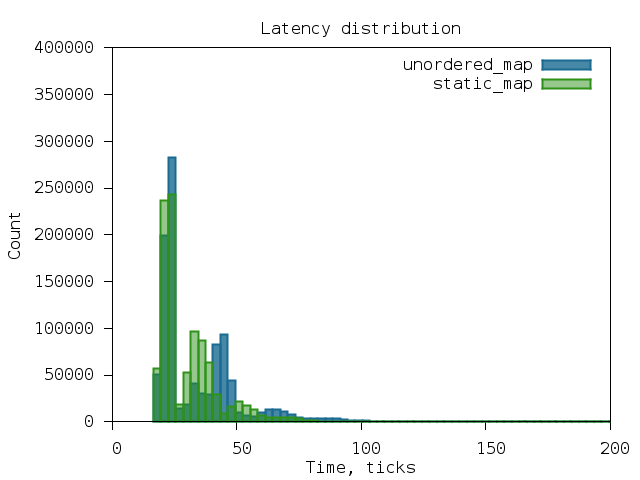 Latency distribution
400000
350000
300000
250000
200000
150000
100000
50000
0
Count
unordered_map
static_map
0 50 100 150 200
Time, ticks